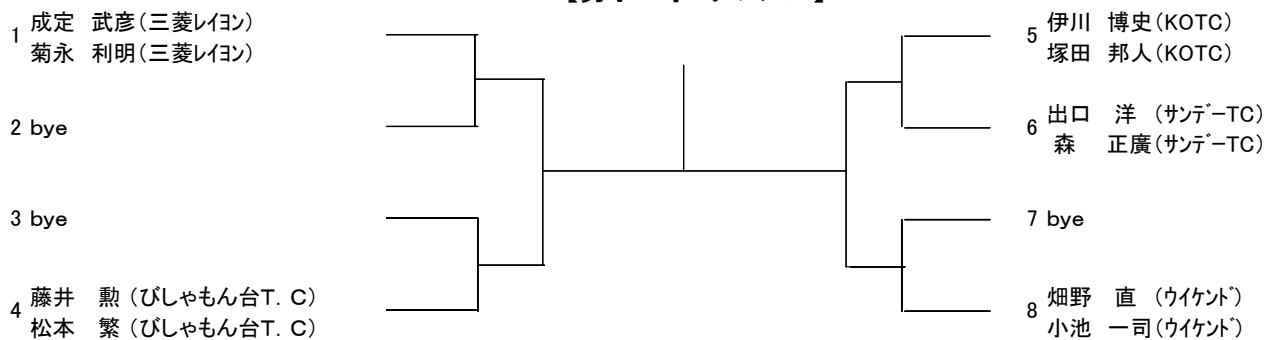 1 成定 武彦(三菱レイヨン)
菊永 利明(三菱レイヨン)
2 bye
3 bye
4 藤井 勲 (びしゃもん台T. C)
松本 繁 (びしゃもん台T. C)
5 伊川 博史(KOTC)
塚田 邦人(KOTC)
6 出口 洋 (サンデーTC)
森 正廣(サンデーTC)
7 bye
8 畑野 直 (ウイケンド)
小池 一司(ウイケンド)